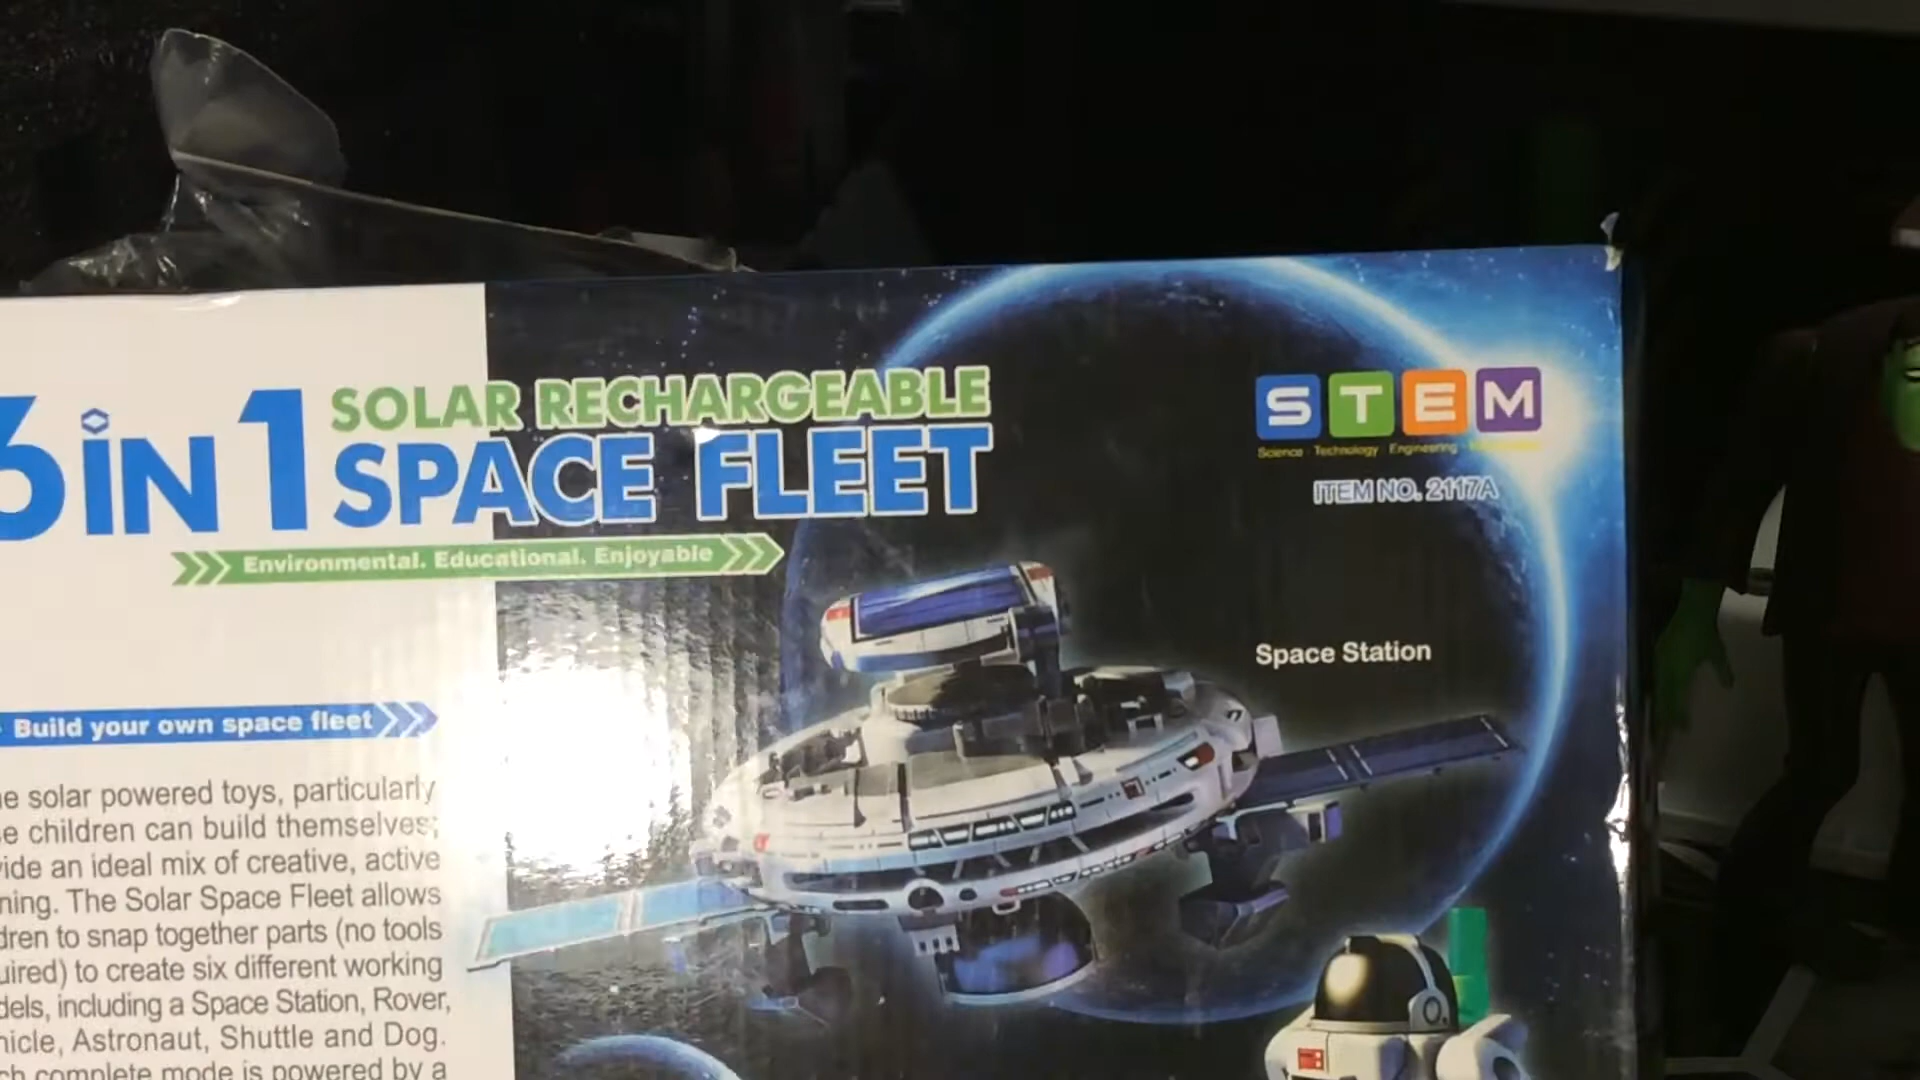 6 in 1
SOLAR RECHARGEABLE
SPACE FLEET
Environmental. Educational. Enjoyable
STEM
Science Technology Engineering
ITEM NO. 2117A
Space Station
Build your own space fleet
solar powered toys, particularly
children can build themselves;
an ideal mix of creative, active
The Solar Space Fleet allows
to snap together parts (no tools
to create six different working
including a Space Station, Rover,
Astronaut, Shuttle and Dog.
complete mode is powered by a